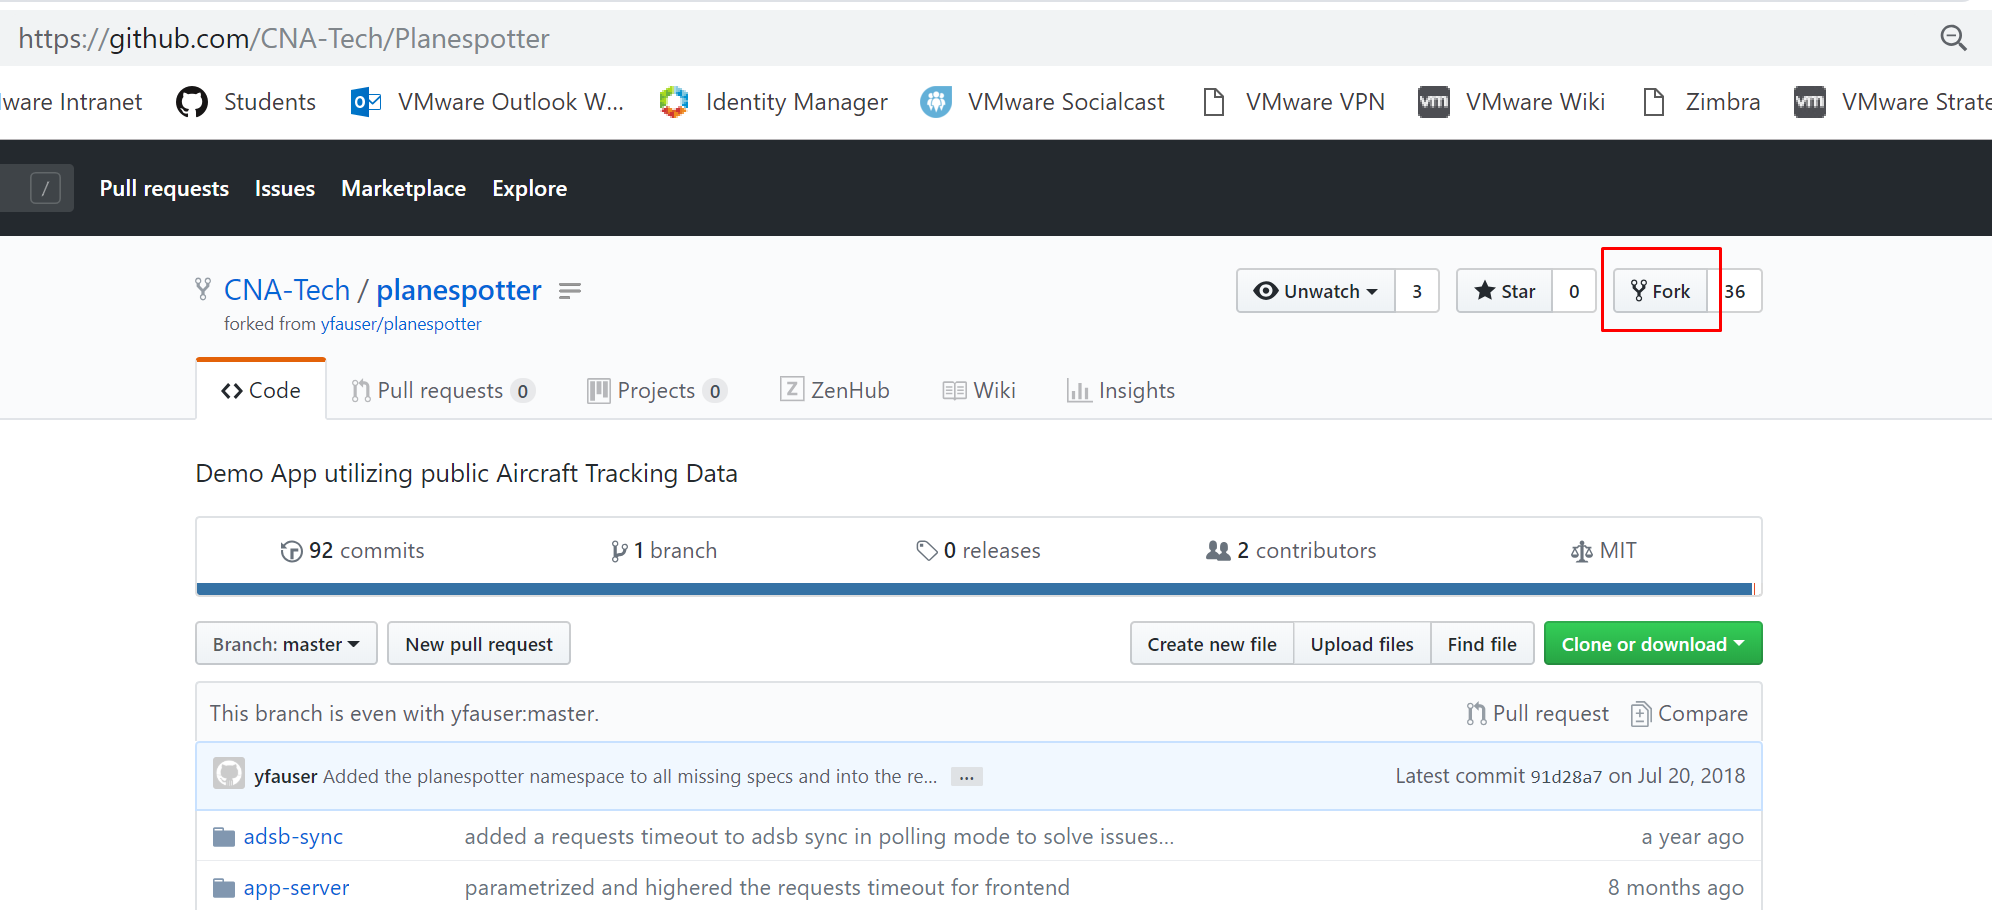 https://github.com/CNA-Tech/Planespotter
ware Intranet Students VMware Outlook W... Identity Manager VMware Socialcast VMware VPN vm VMware Wiki Zimbra vm VMware Strate
/ Pull requests Issues Marketplace Explore
CNA-Tech / planespotter Unwatch 3 Star 0 Fork 36
forked from yfauser/planespotter
Code Pull requests 0 Projects 0 Z ZenHub Wiki Insights
Demo App utilizing public Aircraft Tracking Data
92 commits 1 branch 0 releases 2 contributors MIT
Branch: master New pull request Create new file Upload files Find file Clone or download
This branch is even with yfauser:master. Pull request Compare
yfauser Added the planespotter namespace to all missing specs and into the re... ... Latest commit 91d28a7 on Jul 20, 2018
adsb-sync added a requests timeout to adsb sync in polling mode to solve issues... a year ago
app-server parametrized and highered the requests timeout for frontend 8 months ago